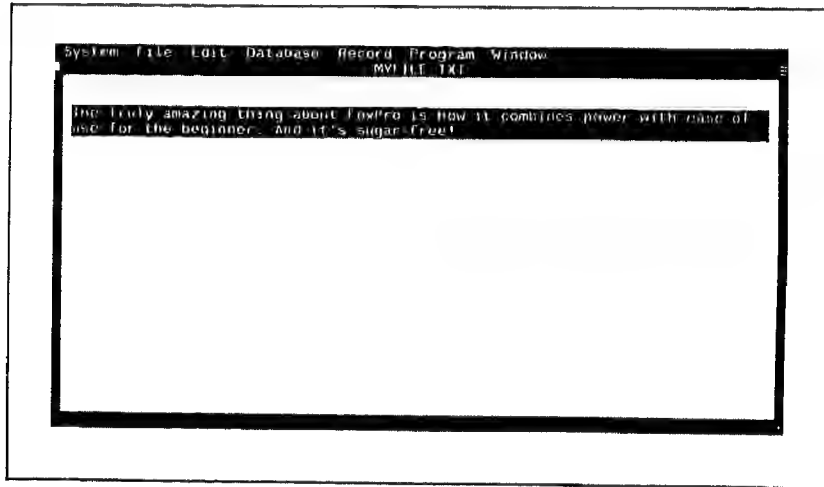 System File Edit Database Record Program Window
MYFILE.TXT
The truly amazing thing about FoxPro is how it combines power with ease of
use for the beginner. And it's sugar-free!